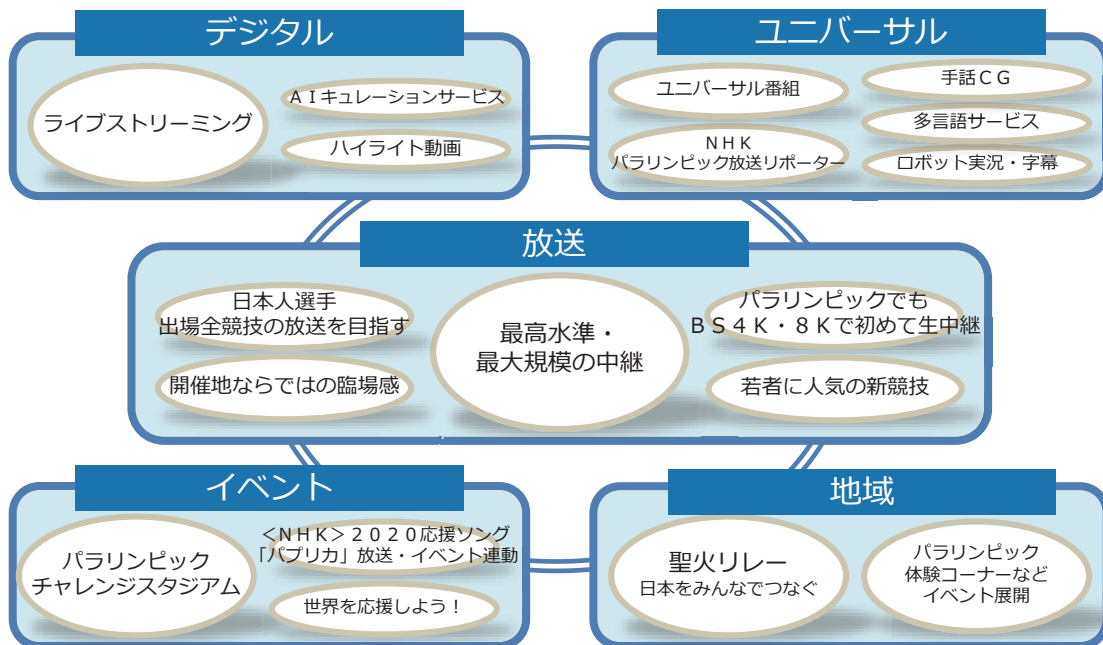 デジタル
ライブストリーミング
ＡＩキュレーションサービス
ハイライト動画
ユニバーサル
ユニバーサル番組
ＮＨＫ
パラリンピック放送リポーター
手話ＣＧ
多言語サービス
ロボット実況・字幕
放送
日本人選手
出場全競技の放送を目指す
開催地ならではの臨場感
最高水準・
最大規模の中継
パラリンピックでも
ＢＳ４Ｋ・８Ｋで初めて生中継
若者に人気の新競技
イベント
パラリンピック
チャレンジスタジアム
＜ＮＨＫ＞２０２０応援ソング
「パプリカ」放送・イベント連動
世界を応援しよう！
地域
聖火リレー
日本をみんなでつなぐ
パラリンピック
体験コーナーなど
イベント展開